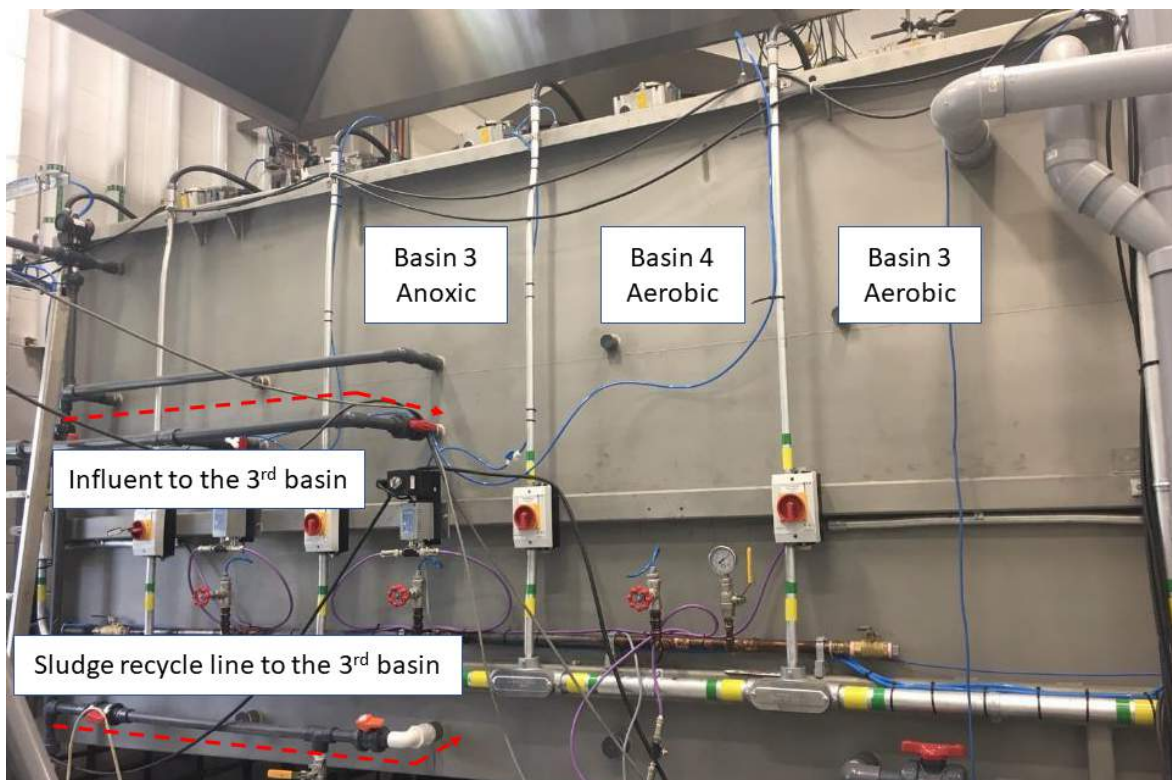 Basin 3
Anoxic
Basin 4
Aerobic
Basin 3
Aerobic
Influent to the 3rd basin
Sludge recycle line to the 3rd basin